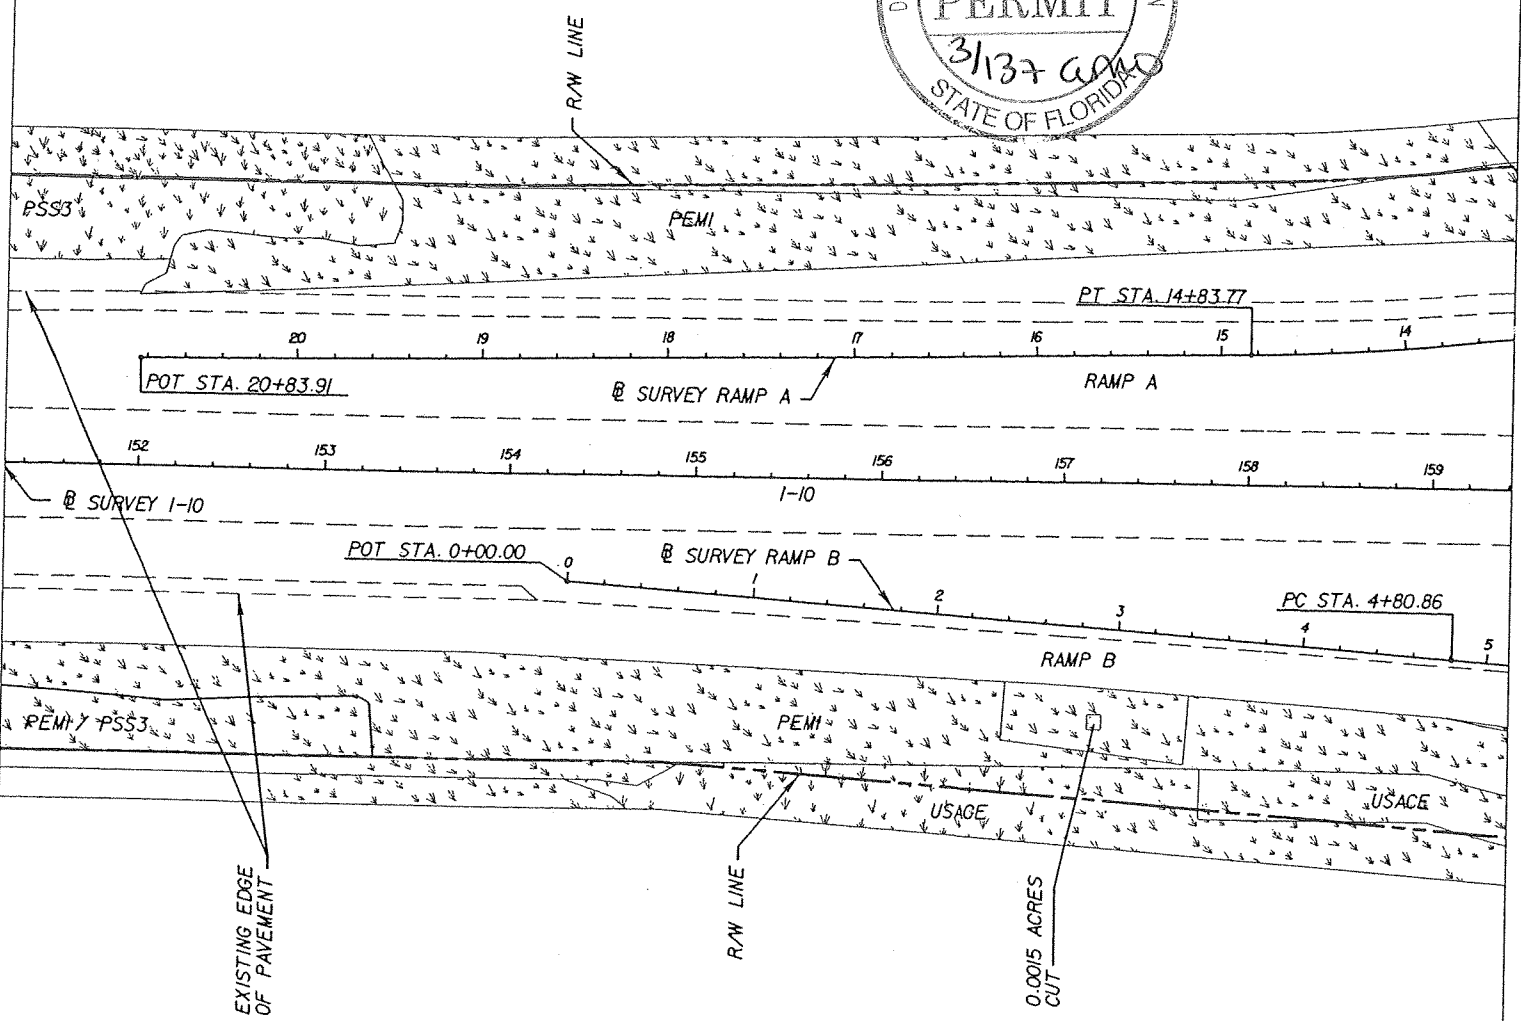 PERMIT
3/137
STATE OF FLORIDA
R/W LINE
PSS3
PEM1
PT STA. 14+83.77
20
19
18
17
16
15
14
POT STA. 20+83.91
℄ SURVEY RAMP A
RAMP A
152
153
154
155
156
157
158
159
I-10
℄ SURVEY I-10
POT STA. 0+00.00
℄ SURVEY RAMP B
0
1
2
3
4
5
PC STA. 4+80.86
RAMP B
PEM1 / PSS3
PEM1
USACE
USACE
EXISTING EDGE
OF PAVEMENT
R/W LINE
0.0015 ACRES
CUT